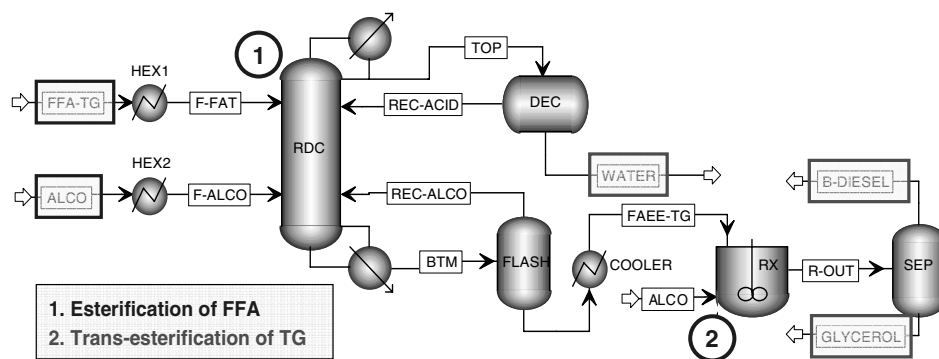 1
TOP
HEX1
FFA-TG
F-FAT
REC-ACID
DEC
RDC
HEX2
ALCO
F-ALCO
REC-ALCO
WATER
B-DIESEL
FAEE-TG
BTM
FLASH
COOLER
RX
R-OUT
SEP
ALCO
2
GLYCEROL
1. Esterification of FFA
2. Trans-esterification of TG